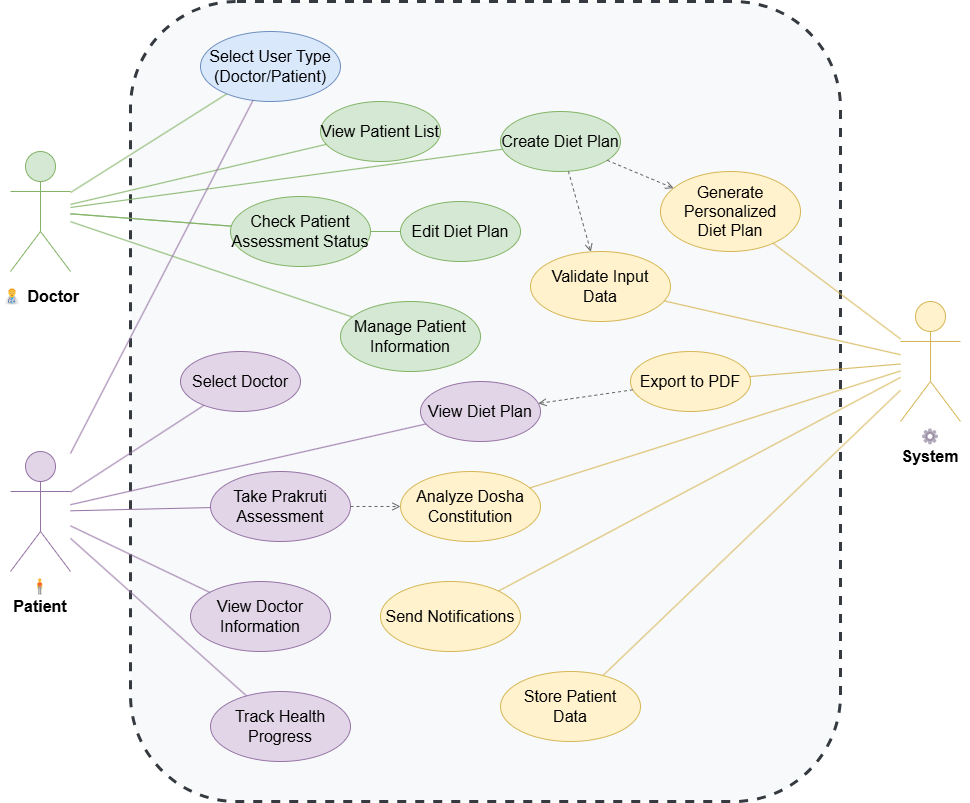 Select User Type
(Doctor/Patient)
View Patient List
Create Diet Plan
Generate
Personalized
Diet Plan
Check Patient
Assessment Status
Edit Diet Plan
Validate Input
Data
Doctor
Manage Patient
Information
Select Doctor
View Diet Plan
Export to PDF
System
Take Prakruti
Assessment
Analyze Dosha
Constitution
Patient
View Doctor
Information
Send Notifications
Track Health
Progress
Store Patient
Data